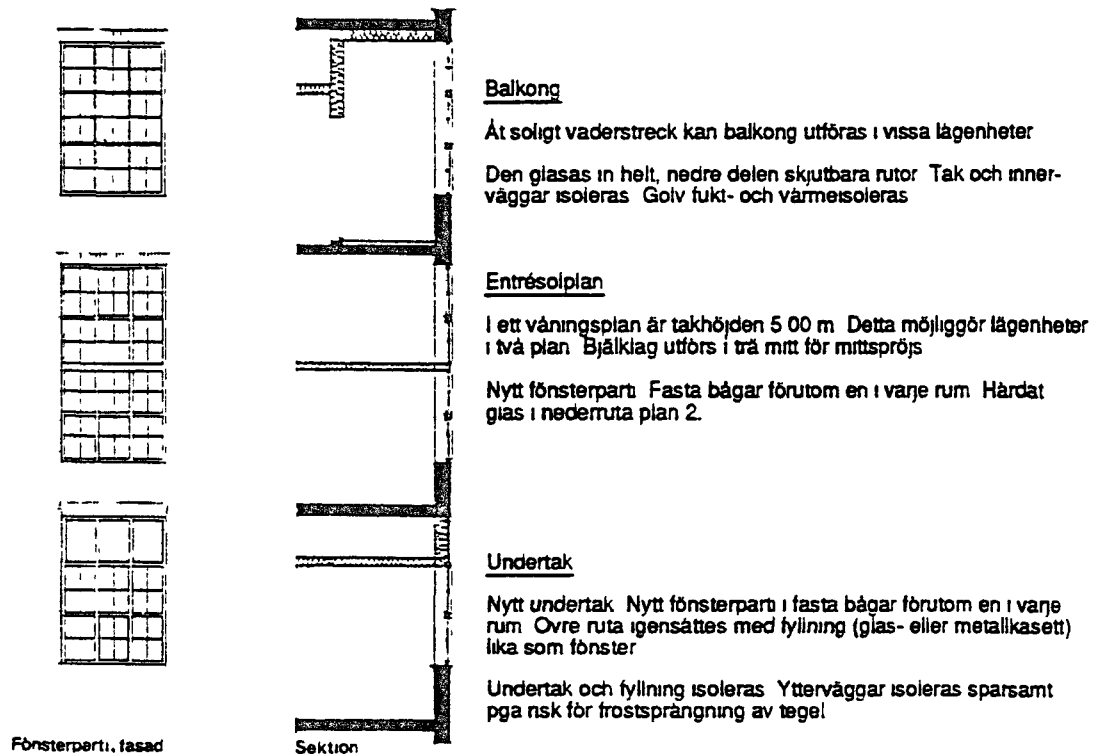 Balkong
Åt soligt vaderstreck kan balkong utföras i vissa lägenheter
Den glasas in helt, nedre delen skjutbara rutor Tak och inner-
väggar isoleras Golv fukt- och värmeisoleras
Entrésolplan
I ett våningsplan är takhöjden 5 00 m Detta möjliggör lägenheter
i två plan Bjälklag utförs i trä mitt för mittspröjs
Nytt fönsterparti Fasta bågar förutom en i varje rum Härdat
glas i nederruta plan 2.
Undertak
Nytt undertak Nytt fönsterparti i fasta bågar förutom en i varje
rum Ovre ruta igensättes med fyllning (glas- eller metallkasett)
lika som fönster
Undertak och fyllning isoleras Ytterväggar isoleras sparsamt
pga risk för frostsprängning av tegel
Fönsterparti, fasad
Sektion